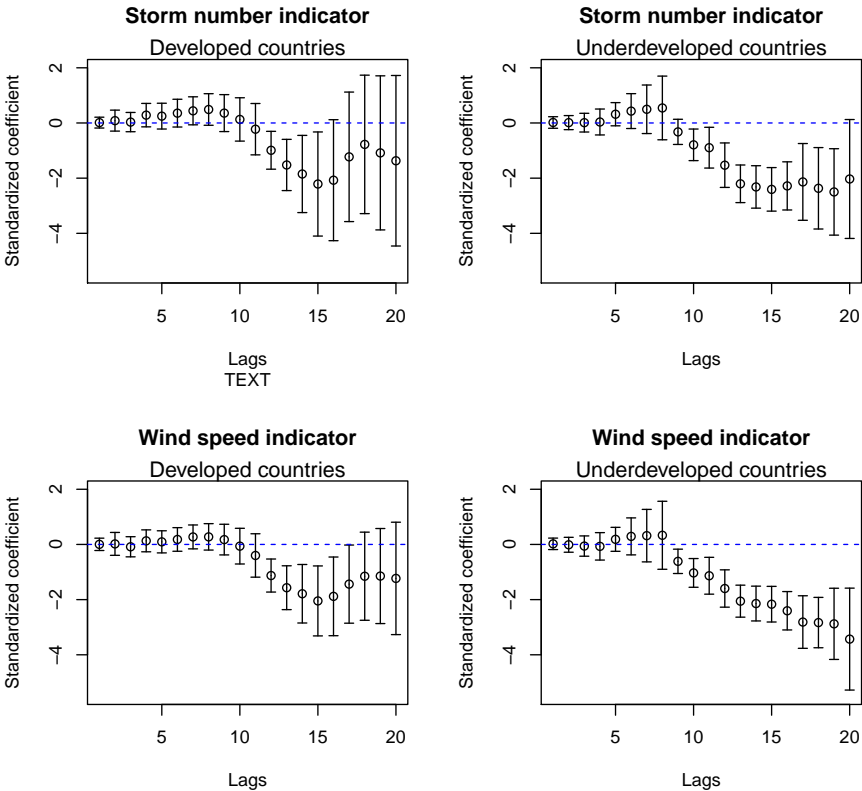 Storm number indicator
Developed countries
Standardized coefficient
2
0
−2
−4
5
10
15
20
Lags
TEXT
Storm number indicator
Underdeveloped countries
Standardized coefficient
2
0
−2
−4
5
10
15
20
Lags
Wind speed indicator
Developed countries
Standardized coefficient
2
0
−2
−4
5
10
15
20
Lags
Wind speed indicator
Underdeveloped countries
Standardized coefficient
2
0
−2
−4
5
10
15
20
Lags